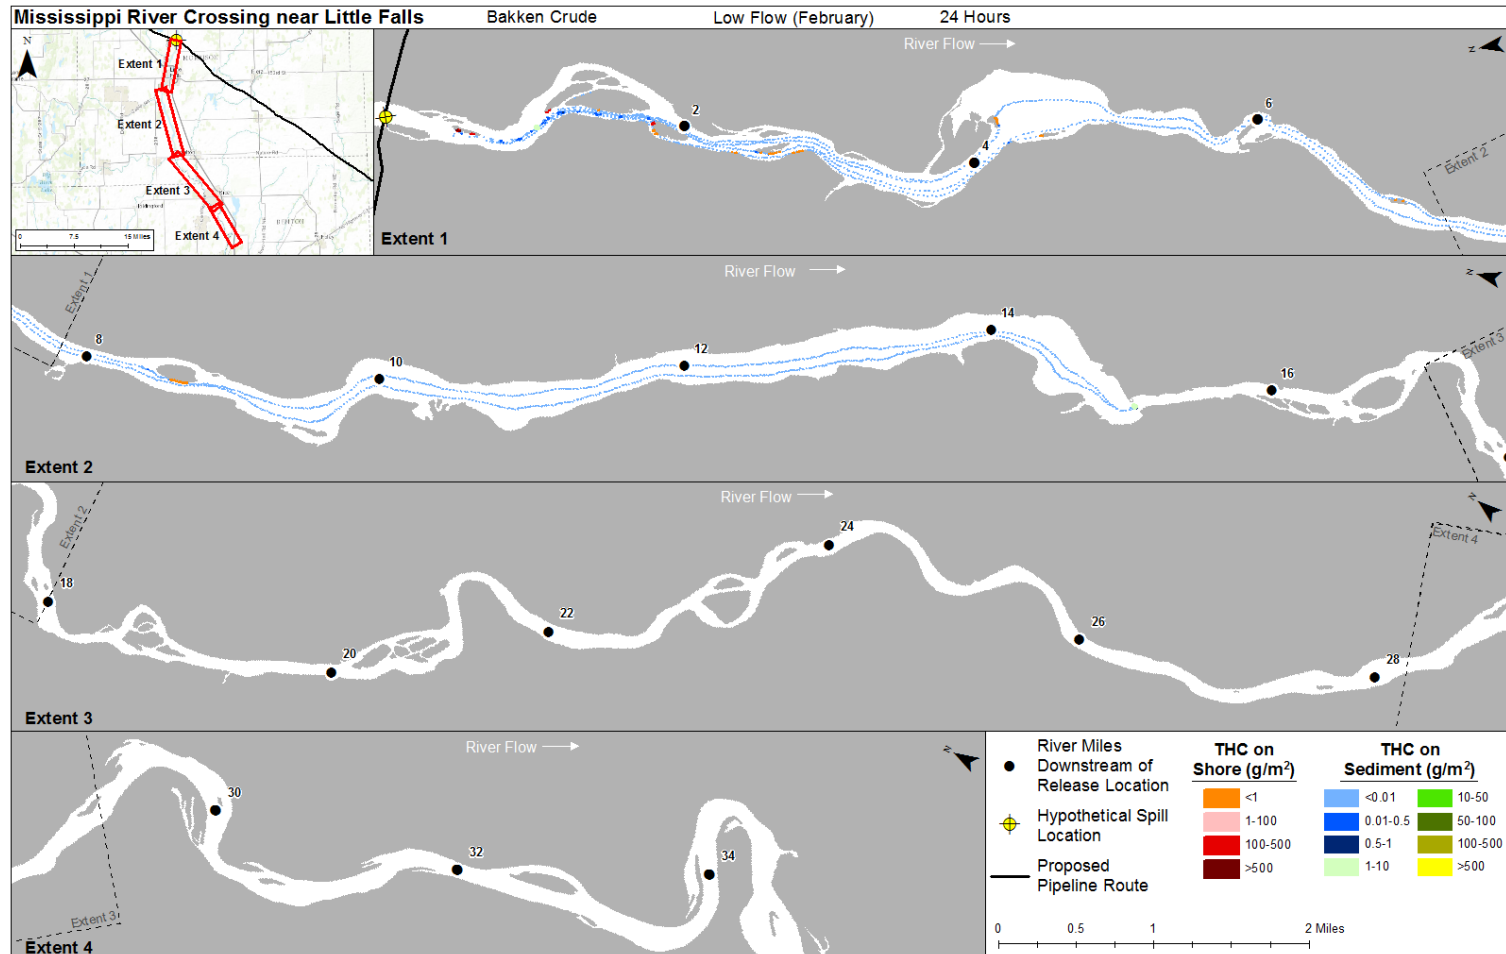 Mississippi River Crossing near Little Falls
Bakken Crude
Low Flow (February)
24 Hours
N
Extent 1
Extent 2
Extent 3
Extent 4
0 7.5 15 Miles
River Flow
N
2
4
6
Extent 2
Extent 1
River Flow
N
Extent 1
8
10
12
14
16
Extent 3
Extent 2
River Flow
N
Extent 2
18
20
22
24
26
28
Extent 4
Extent 3
River Flow
N
30
32
34
Extent 3
Extent 4
River Miles
Downstream of
Release Location
Hypothetical Spill
Location
Proposed
Pipeline Route
THC on
Shore (g/m²)
<1
1-100
100-500
>500
THC on
Sediment (g/m²)
<0.01
0.01-0.5
0.5-1
1-10
10-50
50-100
100-500
>500
0 0.5 1 2 Miles